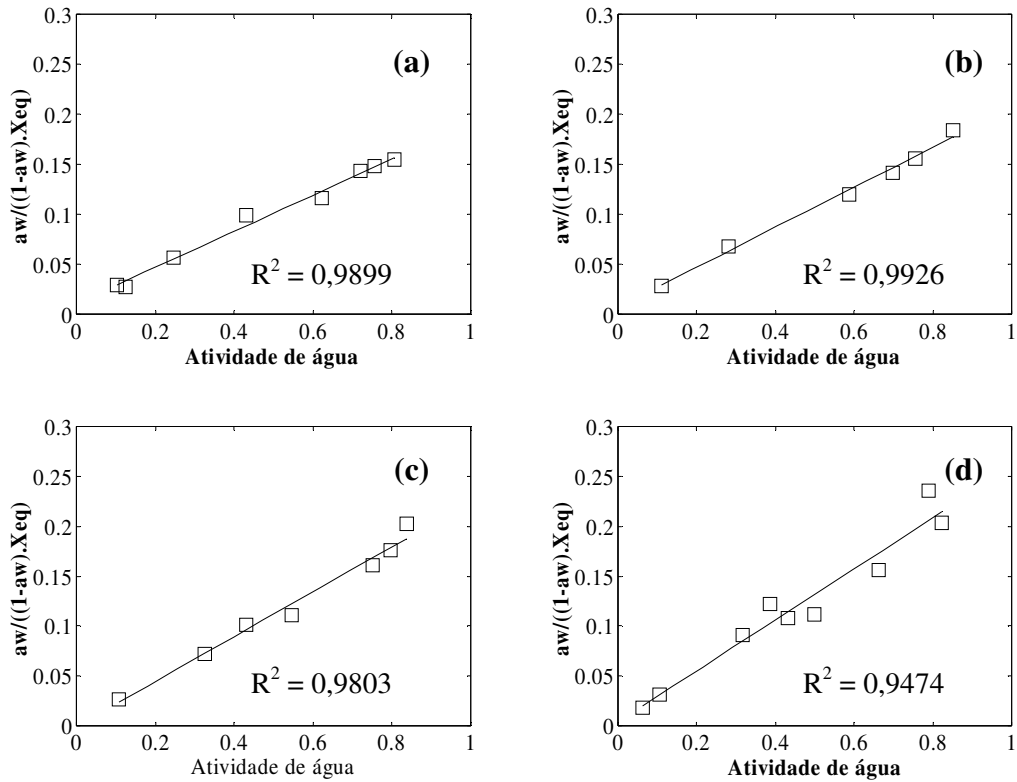 0.3
0.25
0.2
0.15
0.1
0.05
0
aw/((1-aw).Xeq)
(a)
R² = 0,9899
0 0.2 0.4 0.6 0.8 1
Atividade de água
0.3
0.25
0.2
0.15
0.1
0.05
0
aw/((1-aw).Xeq)
(b)
R² = 0,9926
0 0.2 0.4 0.6 0.8 1
Atividade de água
0.3
0.25
0.2
0.15
0.1
0.05
0
aw/((1-aw).Xeq)
(c)
R² = 0,9803
0 0.2 0.4 0.6 0.8 1
Atividade de água
0.3
0.25
0.2
0.15
0.1
0.05
0
aw/((1-aw).Xeq)
(d)
R² = 0,9474
0 0.2 0.4 0.6 0.8 1
Atividade de água